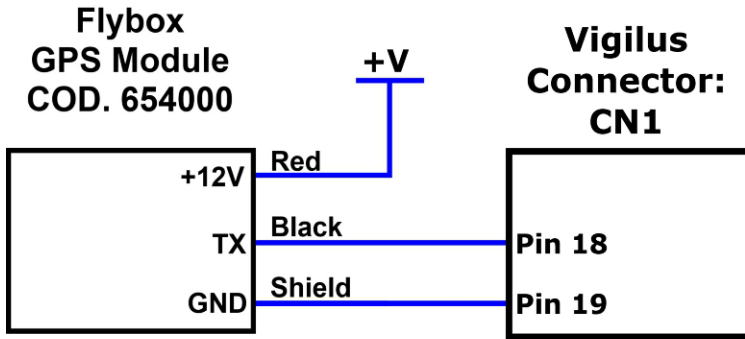 Flybox
GPS Module
COD. 654000
+V
Vigilus
Connector:
CN1
+12V
Red
TX
Black
Pin 18
GND
Shield
Pin 19